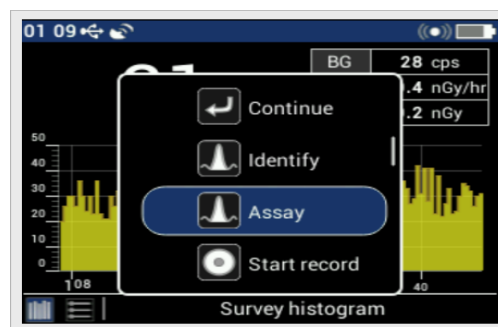 01 09
BG 28 cps
.4 nGy/hr
.2 nGy
Continue
Identify
Assay
Start record
50
40
30
20
10
0
108
40
Survey histogram